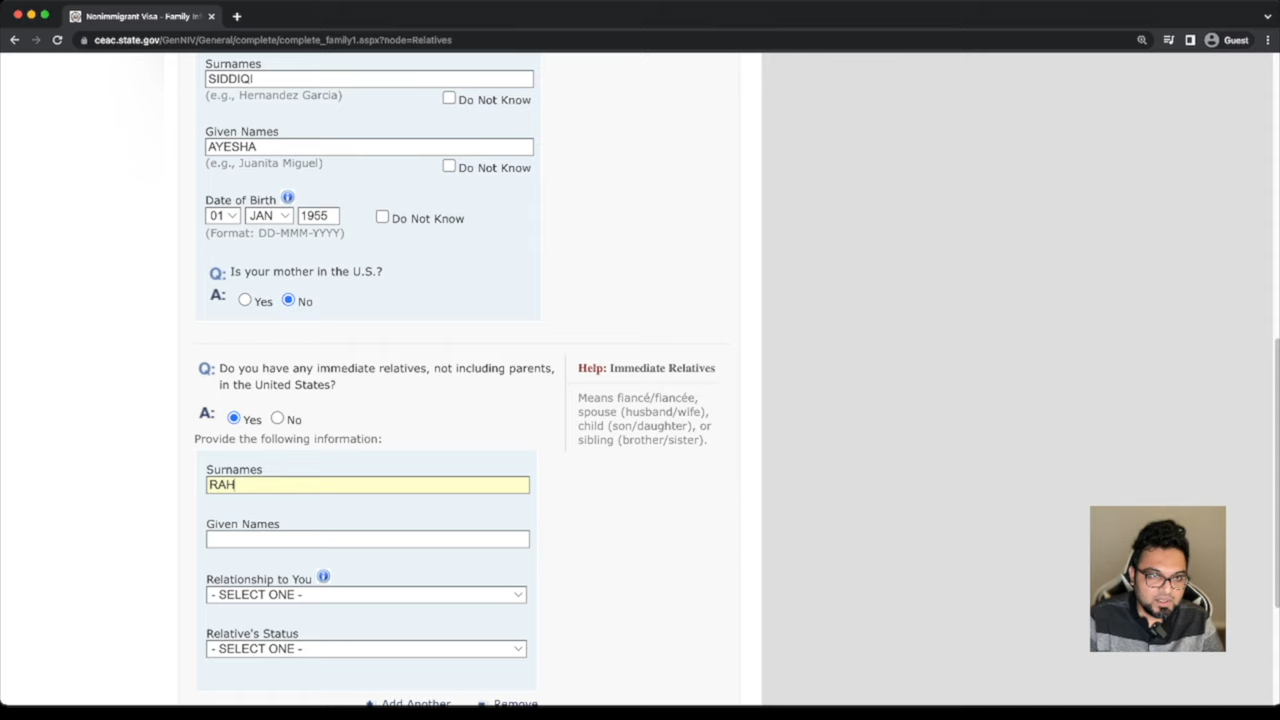 Nonimmigrant Visa - Family In
ceac.state.gov/GenNIV/General/complete/complete_family1.aspx?node=Relatives
Guest
Surnames
SIDDIQI
(e.g., Hernandez Garcia)
Do Not Know
Given Names
AYESHA
(e.g., Juanita Miguel)
Do Not Know
Date of Birth
01 JAN 1955
Do Not Know
(Format: DD-MMM-YYYY)
Q: Is your mother in the U.S.?
A: Yes No
Q: Do you have any immediate relatives, not including parents,
in the United States?
A: Yes No
Help: Immediate Relatives
Means fiancé/fiancée,
spouse (husband/wife),
child (son/daughter), or
sibling (brother/sister).
Provide the following information:
Surnames
RAH
Given Names
Relationship to You
- SELECT ONE -
Relative's Status
- SELECT ONE -
Add Another Remove